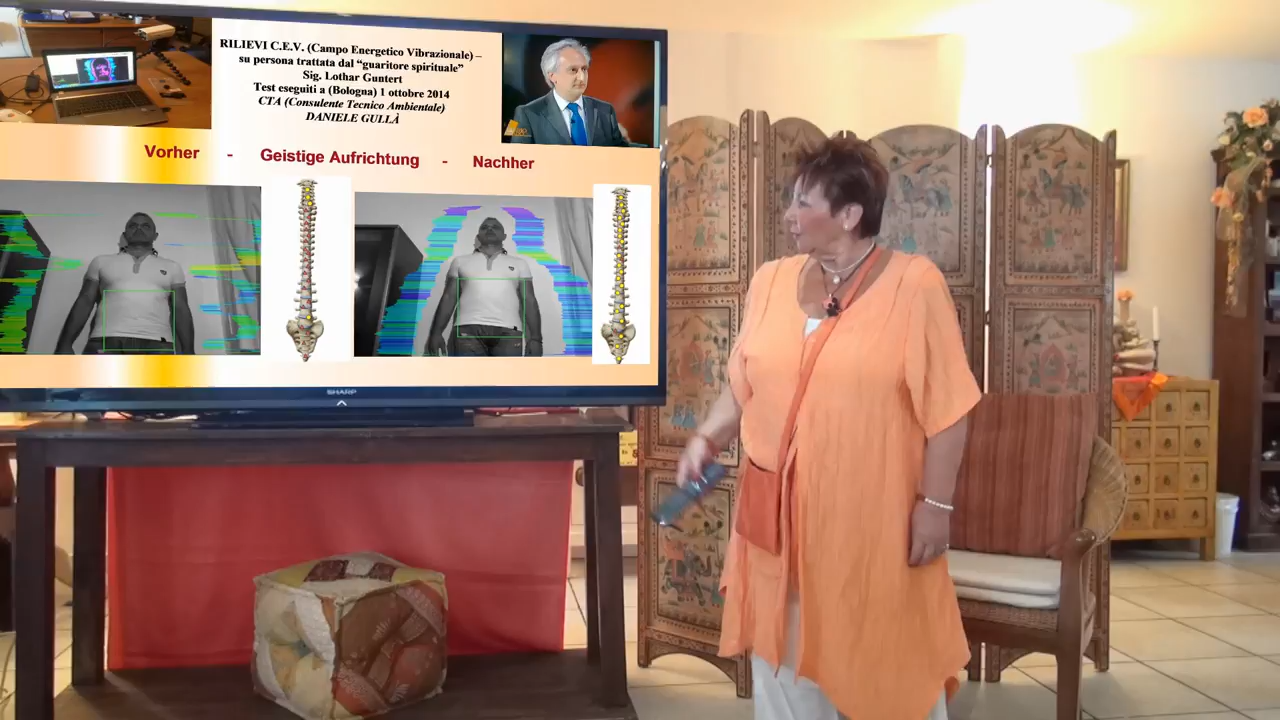 RILIEVI C.E.V. (Campo Energetico Vibrazionale) –
su persona trattata dal “guaritore spirituale”
Sig. Lothar Guntert
Test eseguiti a (Bologna) 1 ottobre 2014
CTA (Consulente Tecnico Ambientale)
DANIELE GULLÀ
Vorher - Geistige Aufrichtung - Nachher
SHARP